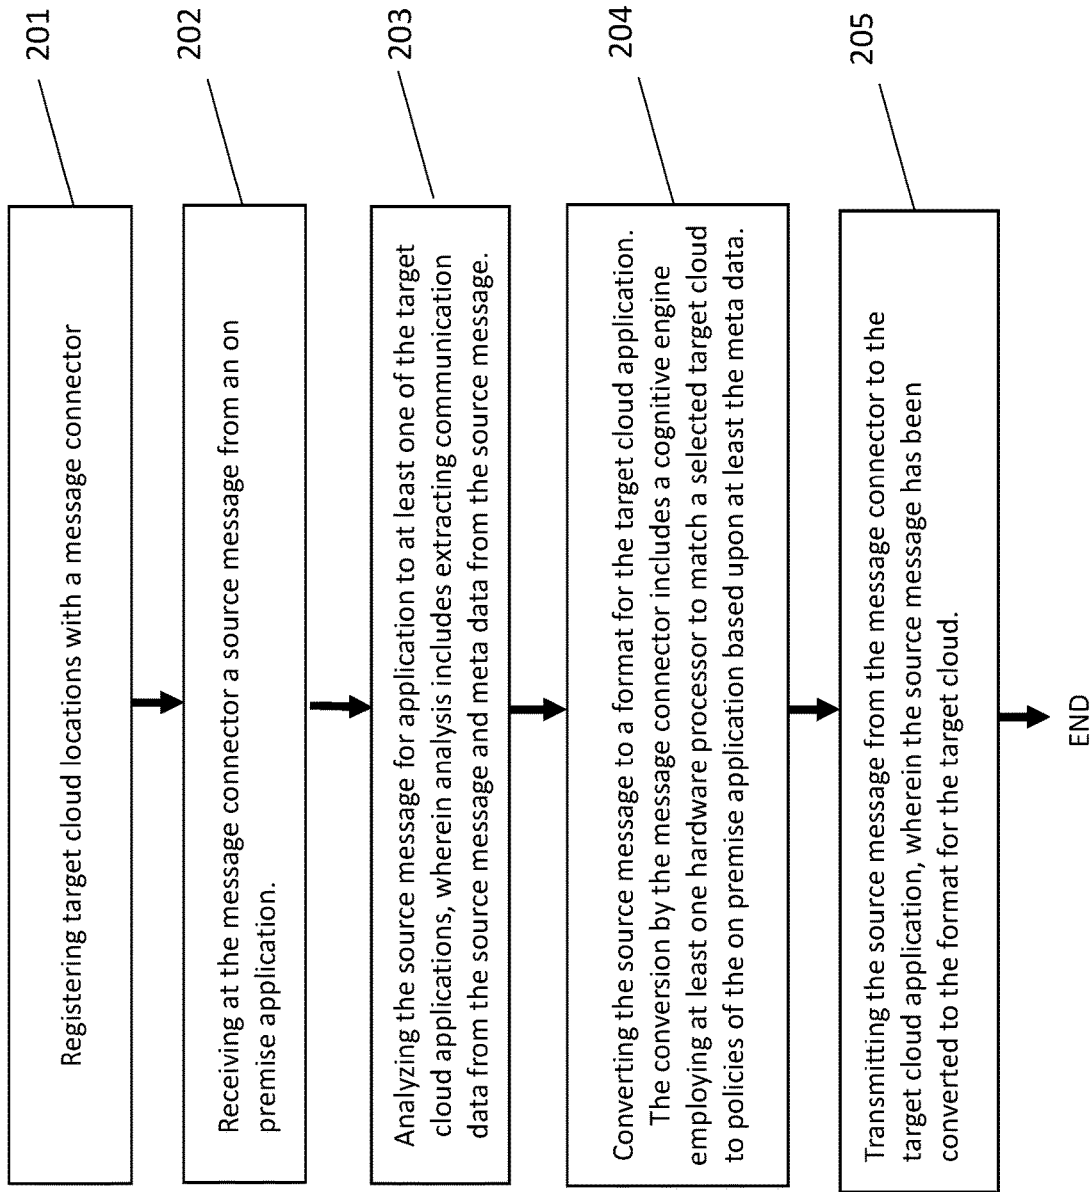 201
Registering target cloud locations with a message connector
202
Receiving at the message connector a source message from an on
premise application.
203
Analyzing the source message for application to at least one of the target
cloud applications, wherein analysis includes extracting communication
data from the source message and meta data from the source message.
204
Converting the source message to a format for the target cloud application.
The conversion by the message connector includes a cognitive engine
employing at least one hardware processor to match a selected target cloud
to policies of the on premise application based upon at least the meta data.
205
Transmitting the source message from the message connector to the
target cloud application, wherein the source message has been
converted to the format for the target cloud.
END